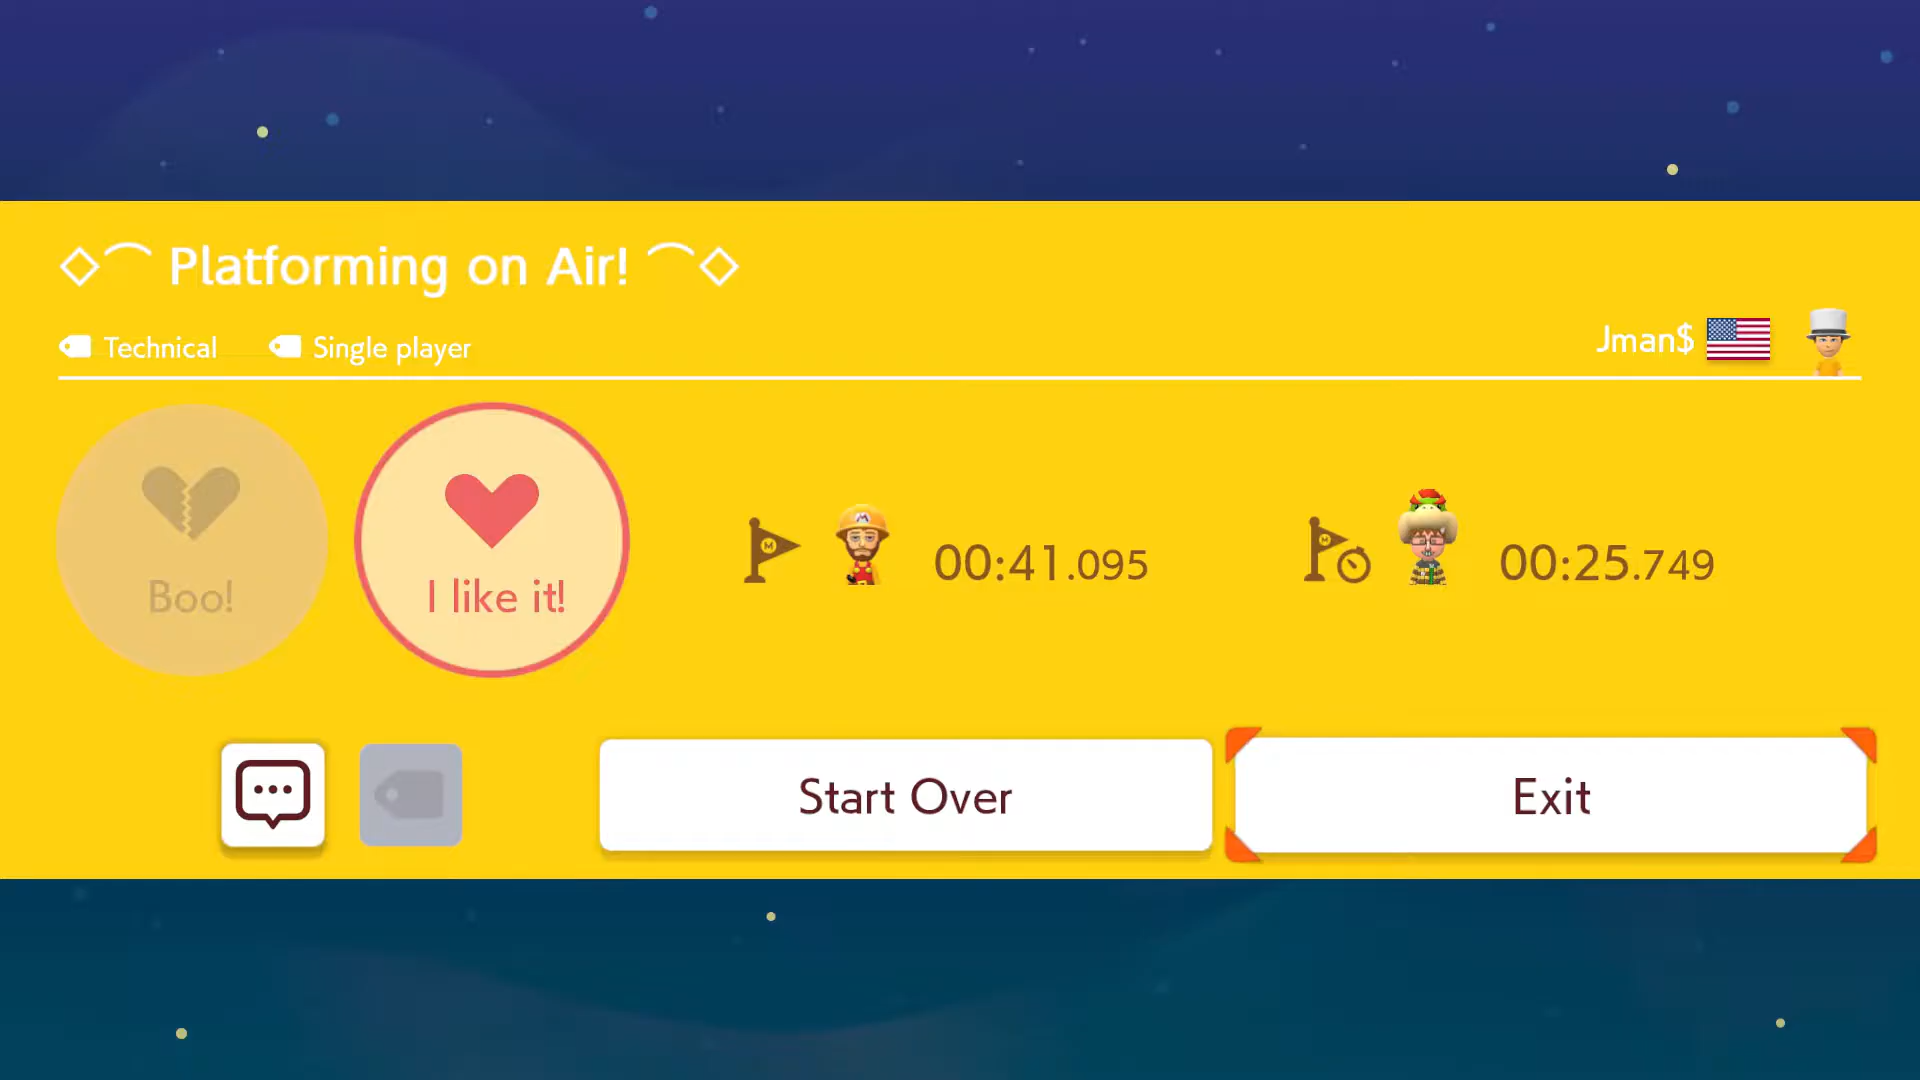 ◇⌒ Platforming on Air! ⌒◇
Technical Single player
Jman$
Boo!
I like it!
M 00:41.095
M 00:25.749
Start Over
Exit